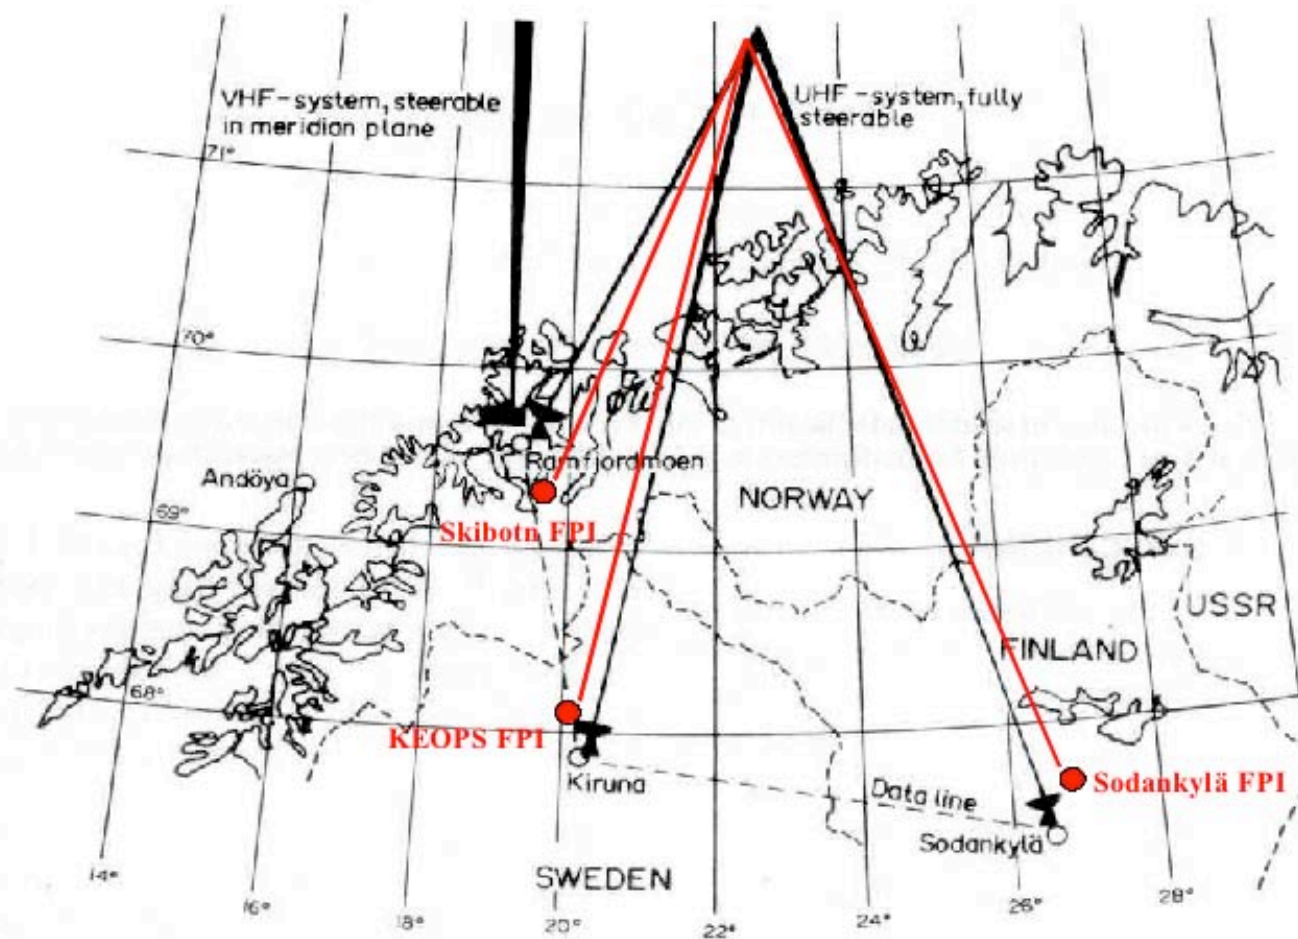 VHF-system, steerable
in meridian plane
UHF-system, fully
steerable
71°
70°
Ramfjordmoen
Andöya
NORWAY
69°
Skibotn FPI
USSR
FINLAND
68°
KEOPS FPI
Kiruna
Data line
Sodankylä FPI
Sodankylä
SWEDEN
14°
16°
18°
20°
22°
24°
26°
28°